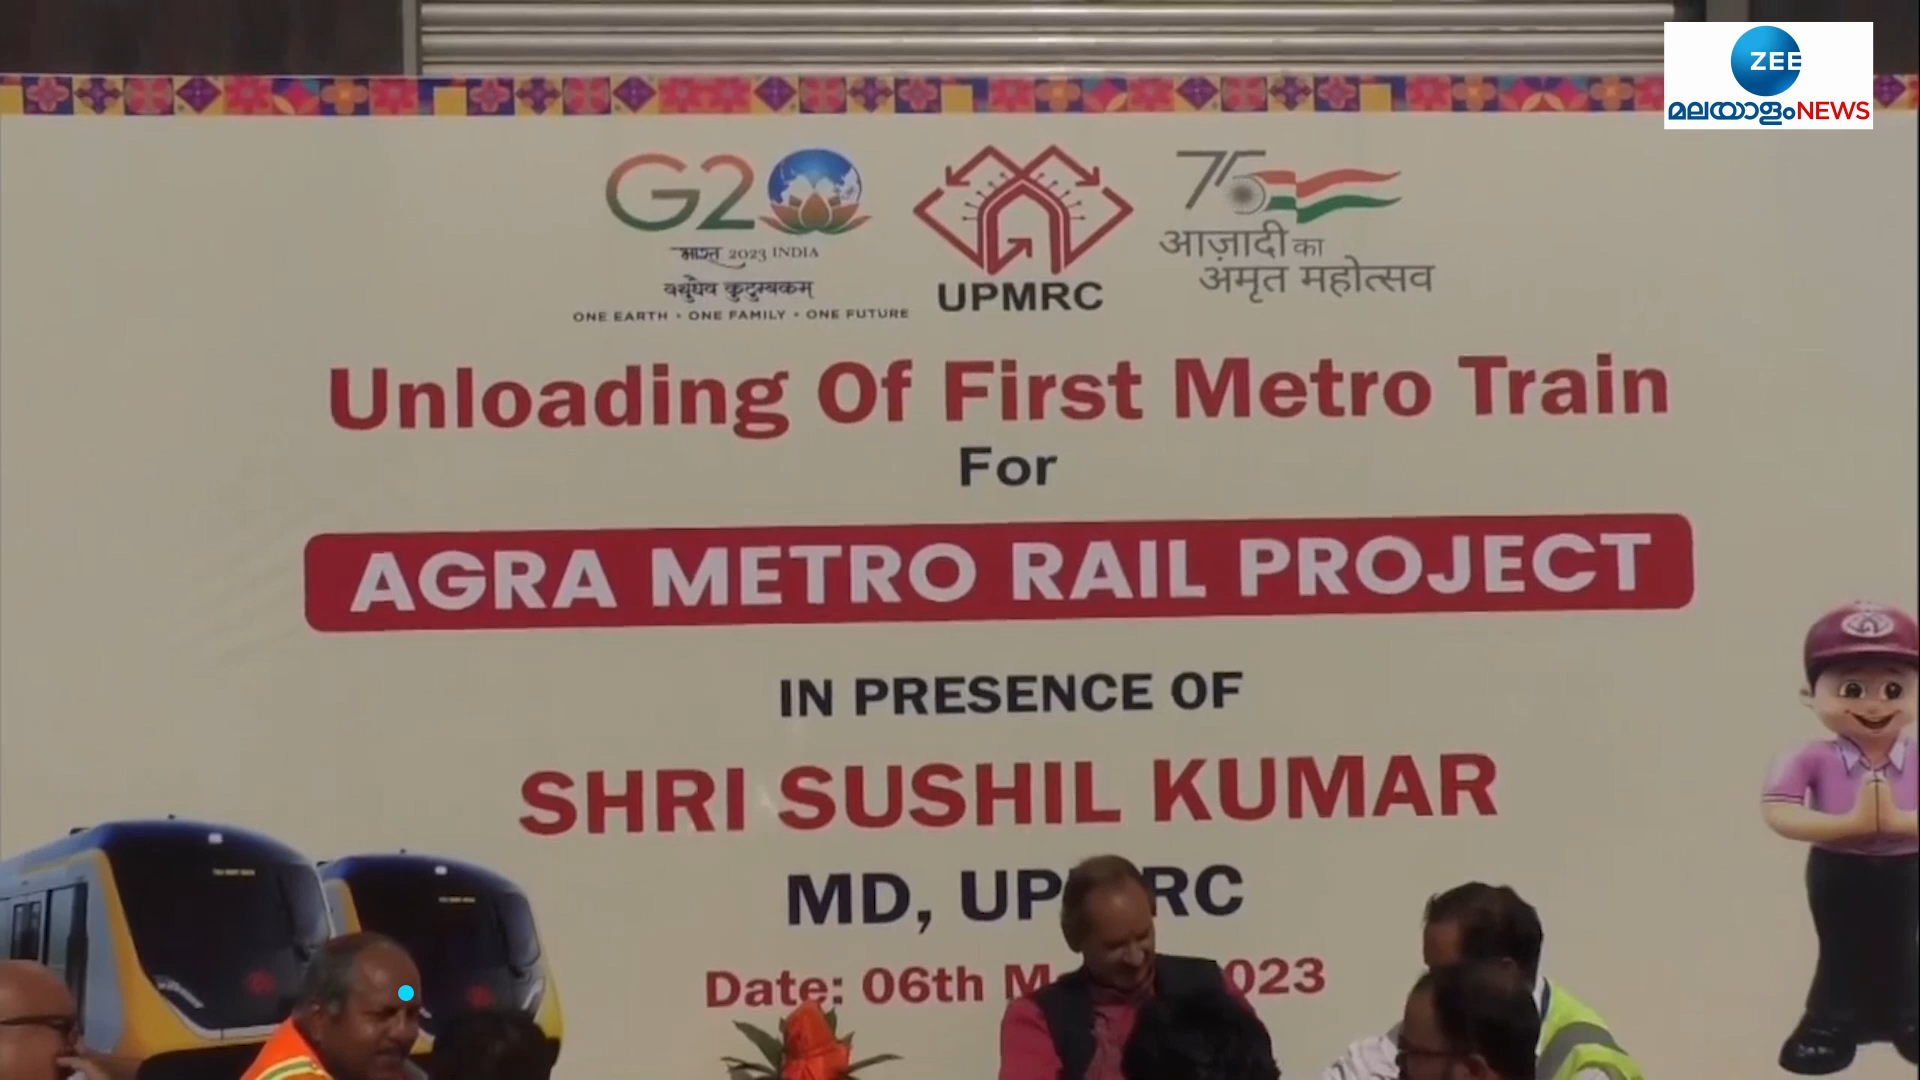 ZEE
മലയാളംNEWS
G20
भारत 2023 INDIA
वसुधैव कुटुम्बकम्
ONE EARTH • ONE FAMILY • ONE FUTURE
UPMRC
75
आज़ादी का
अमृत महोत्सव
Unloading Of First Metro Train
For
AGRA METRO RAIL PROJECT
IN PRESENCE OF
SHRI SUSHIL KUMAR
MD, UP RC
Date: 06th M 023